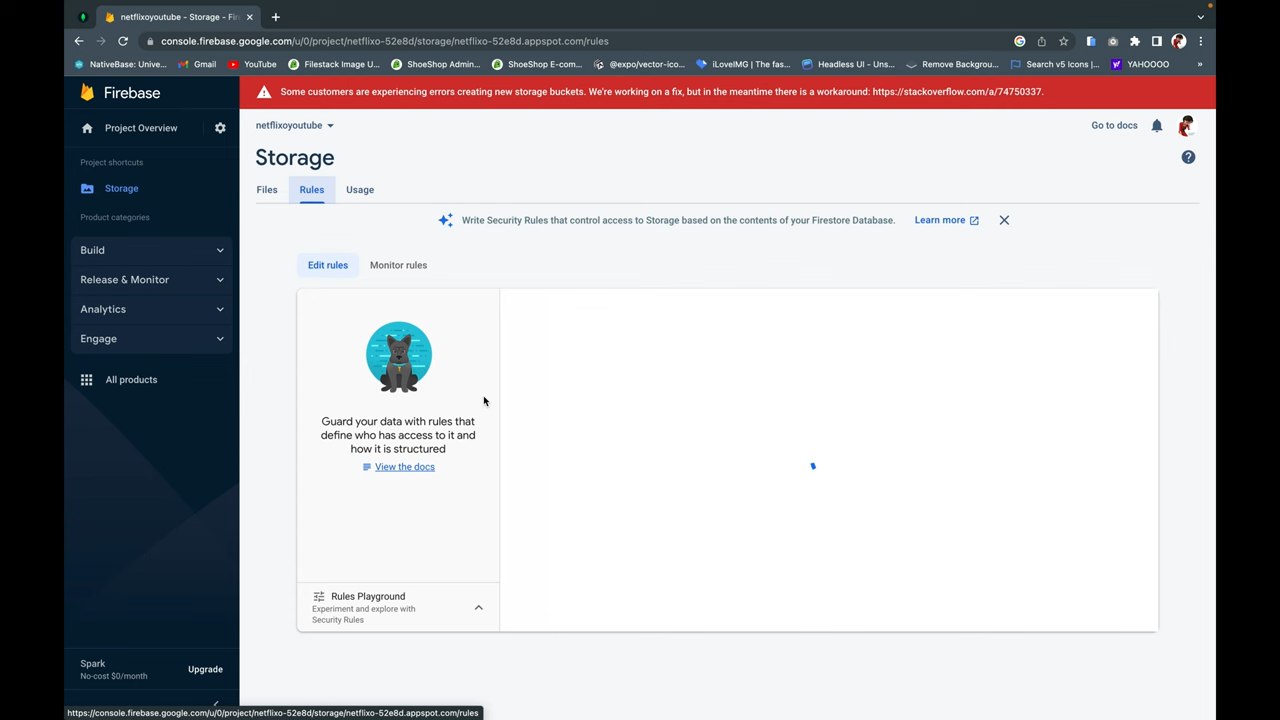 netflixoyoutube - Storage - Fir
console.firebase.google.com/u/0/project/netflixo-52e8d/storage/netflixo-52e8d.appspot.com/rules
NativeBase: Unive...
Gmail
YouTube
Filestack Image U...
ShoeShop Admin...
ShoeShop E-com...
@expo/vector-ico...
iLoveIMG | The fas...
Headless UI - Uns...
Remove Backgrou...
Search v5 Icons |...
YAHOOOO
»
Firebase
Some customers are experiencing errors creating new storage buckets. We're working on a fix, but in the meantime there is a workaround: https://stackoverflow.com/a/74750337.
Project Overview
netflixoyoutube
Go to docs
Storage
Project shortcuts
Storage
Files
Rules
Usage
Product categories
Write Security Rules that control access to Storage based on the contents of your Firestore Database.
Learn more
Build
Edit rules
Monitor rules
Release & Monitor
Analytics
Engage
All products
Guard your data with rules that
define who has access to it and
how it is structured
View the docs
Rules Playground
Experiment and explore with
Security Rules
Spark
No-cost $0/month
Upgrade
https://console.firebase.google.com/u/0/project/netflixo-52e8d/storage/netflixo-52e8d.appspot.com/rules